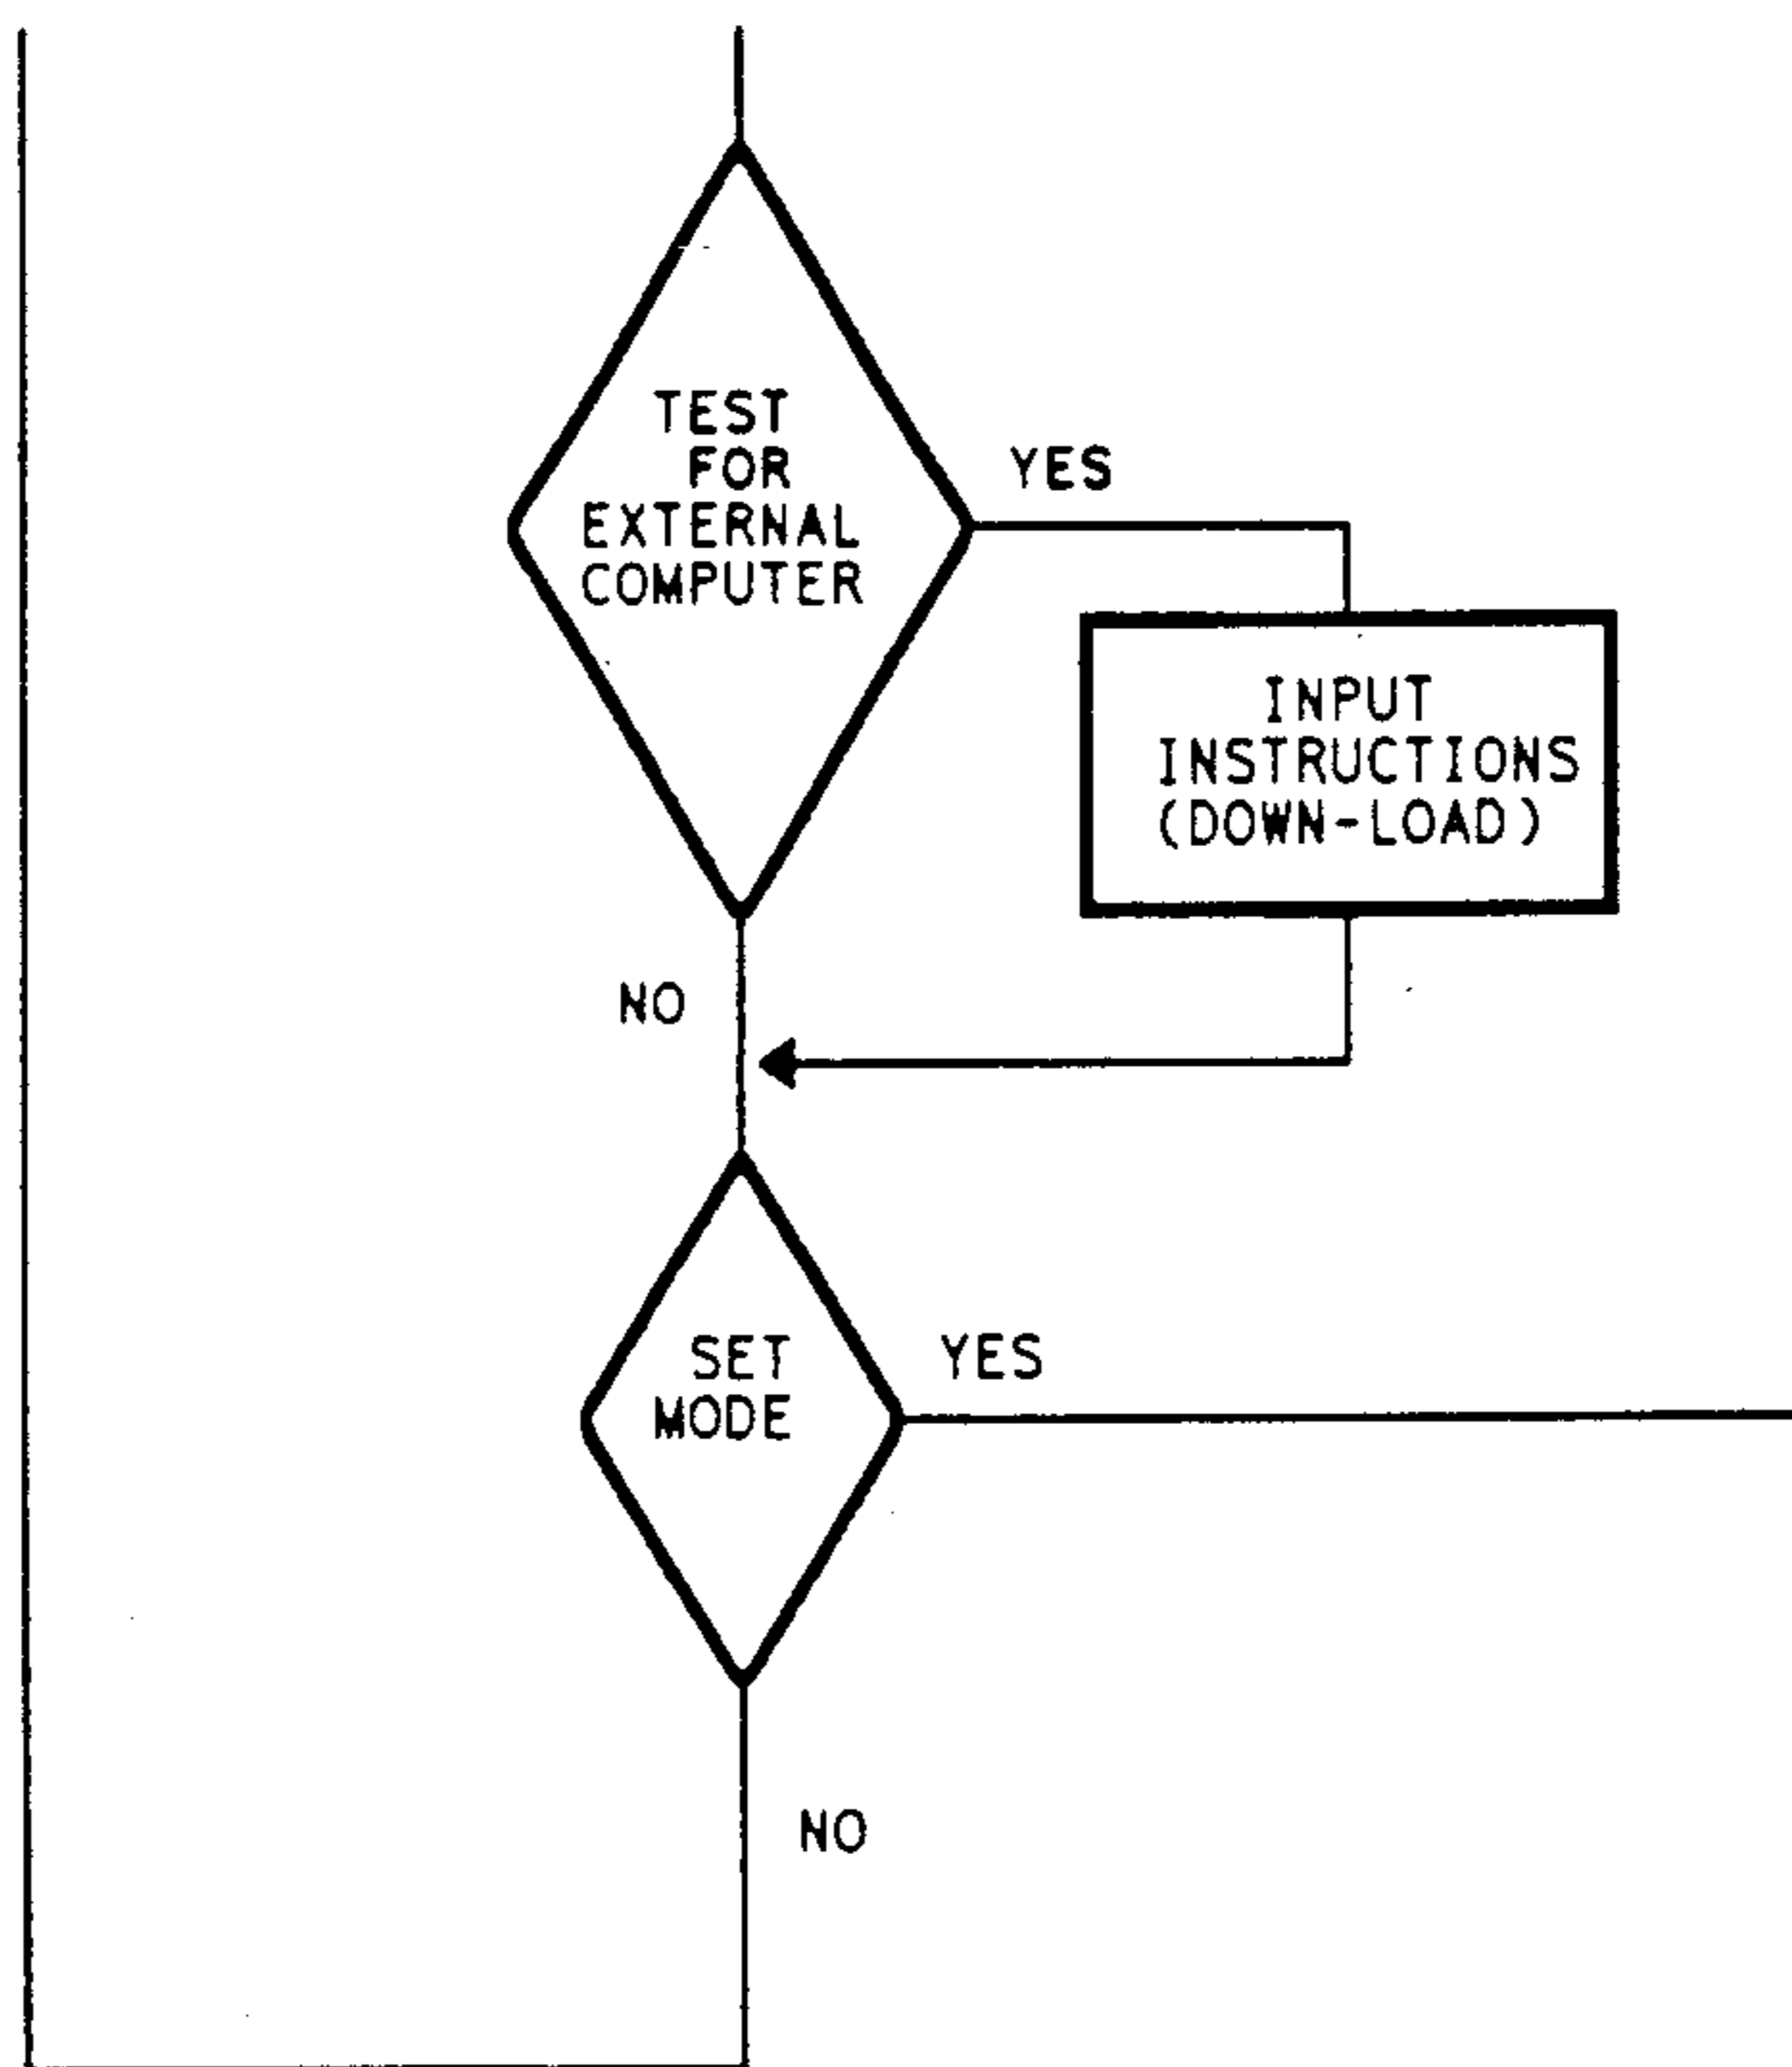 TEST
FOR
EXTERNAL
COMPUTER
YES
INPUT
INSTRUCTIONS
(DOWN-LOAD)
NO
SET
MODE
YES
NO